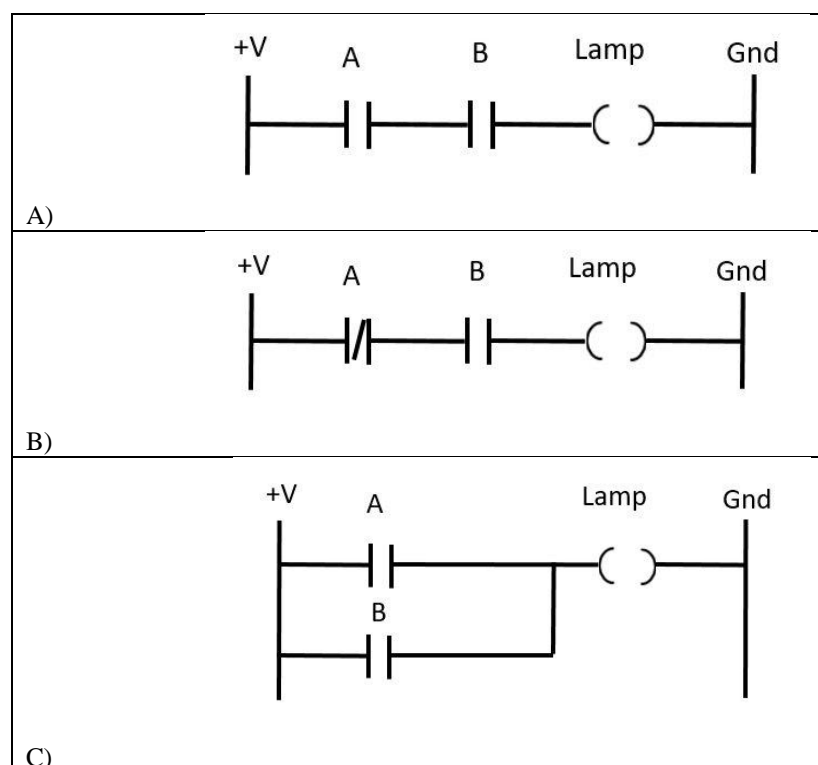 +V A B Lamp Gnd
A)
+V A B Lamp Gnd
B)
+V A Lamp Gnd
B
C)